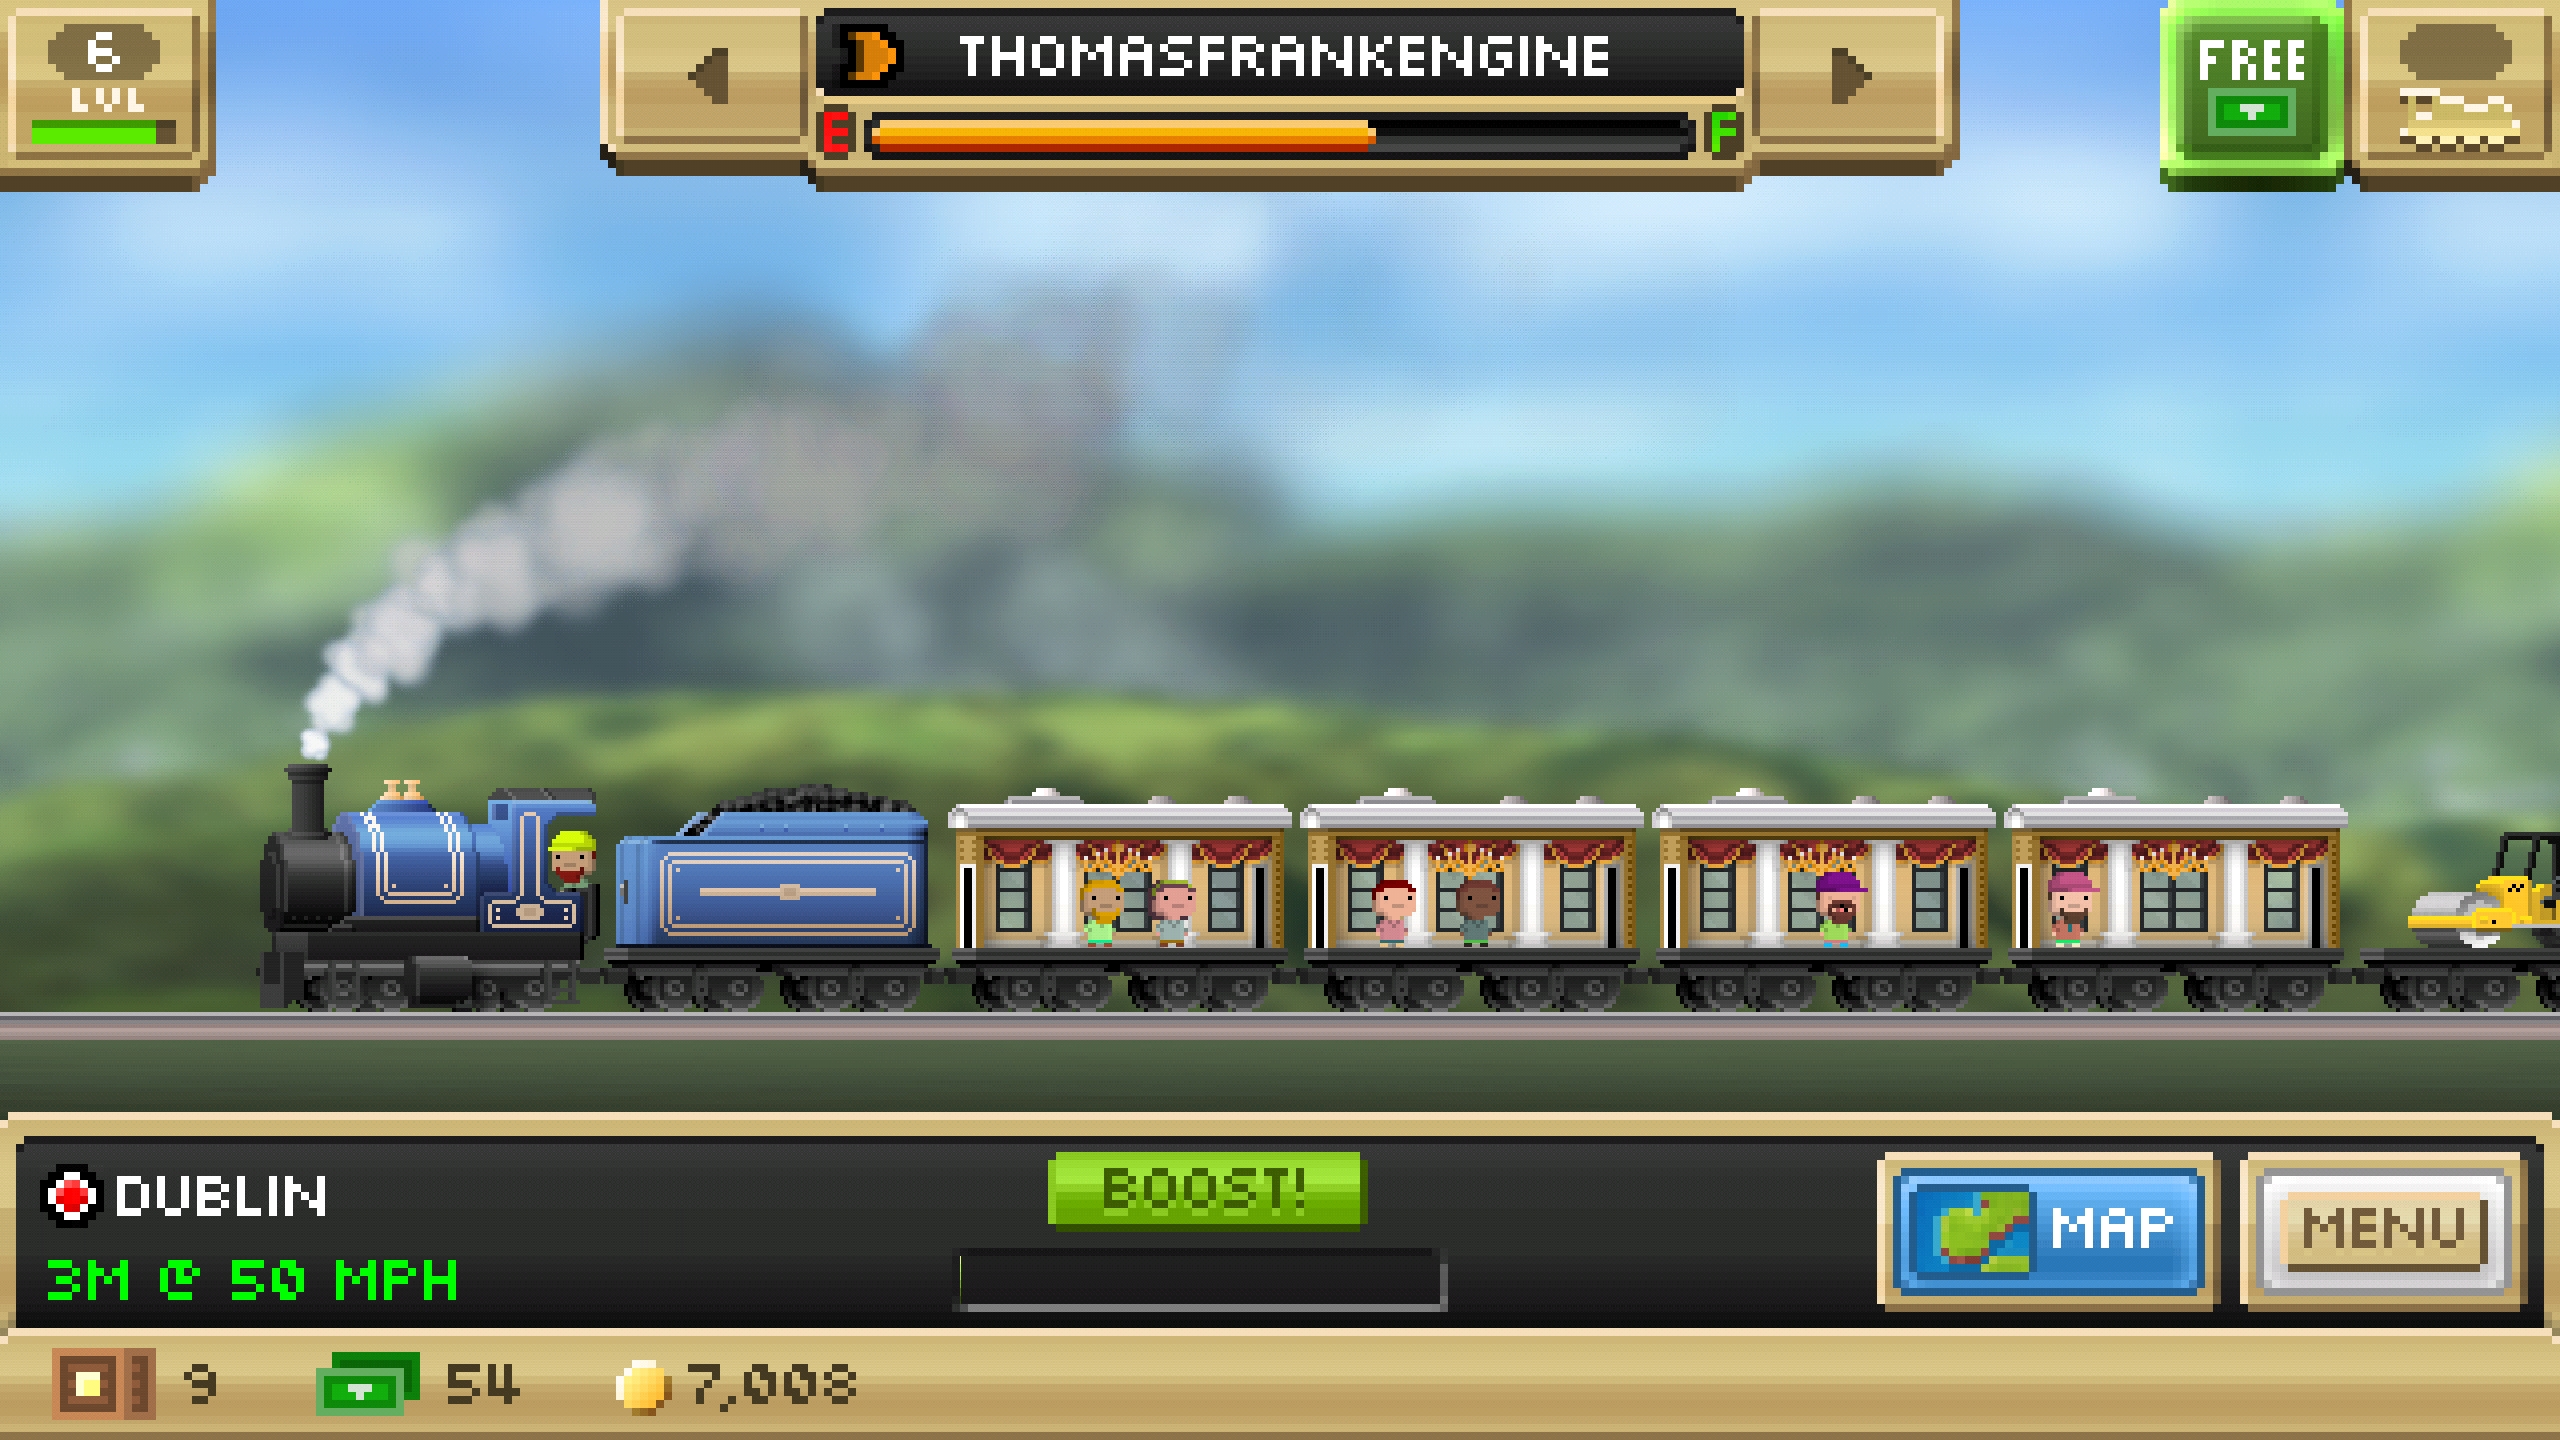 6
LVL
THOMASFRANKENGINE
E F
FREE
DUBLIN
3M @ 50 MPH
BOOST!
MAP
MENU
9 54 7,008